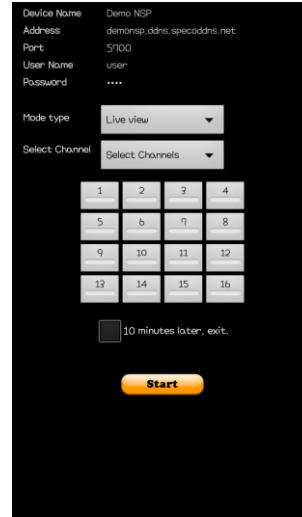 Device Name Demo NSP
Address demonsp.ddns.specoddns.net
Port 5700
User Name user
Password ••••
Mode type Live view
Select Channel Select Channels
1 2 3 4
5 6 7 8
9 10 11 12
13 14 15 16
10 minutes later, exit.
Start